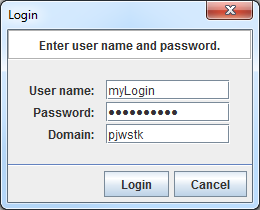 Login
Enter user name and password.
User name: myLogin
Password: ●●●●●●●●●●
Domain: pjwstk
Login Cancel